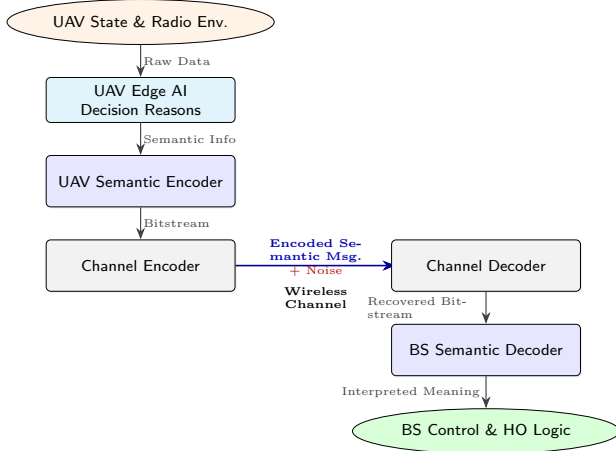 UAV State & Radio Env.
Raw Data
UAV Edge AI
Decision Reasons
Semantic Info
UAV Semantic Encoder
Bitstream
Channel Encoder
Encoded Se-
mantic Msg.
+ Noise
Wireless
Channel
Channel Decoder
Recovered Bit-
stream
BS Semantic Decoder
Interpreted Meaning
BS Control & HO Logic